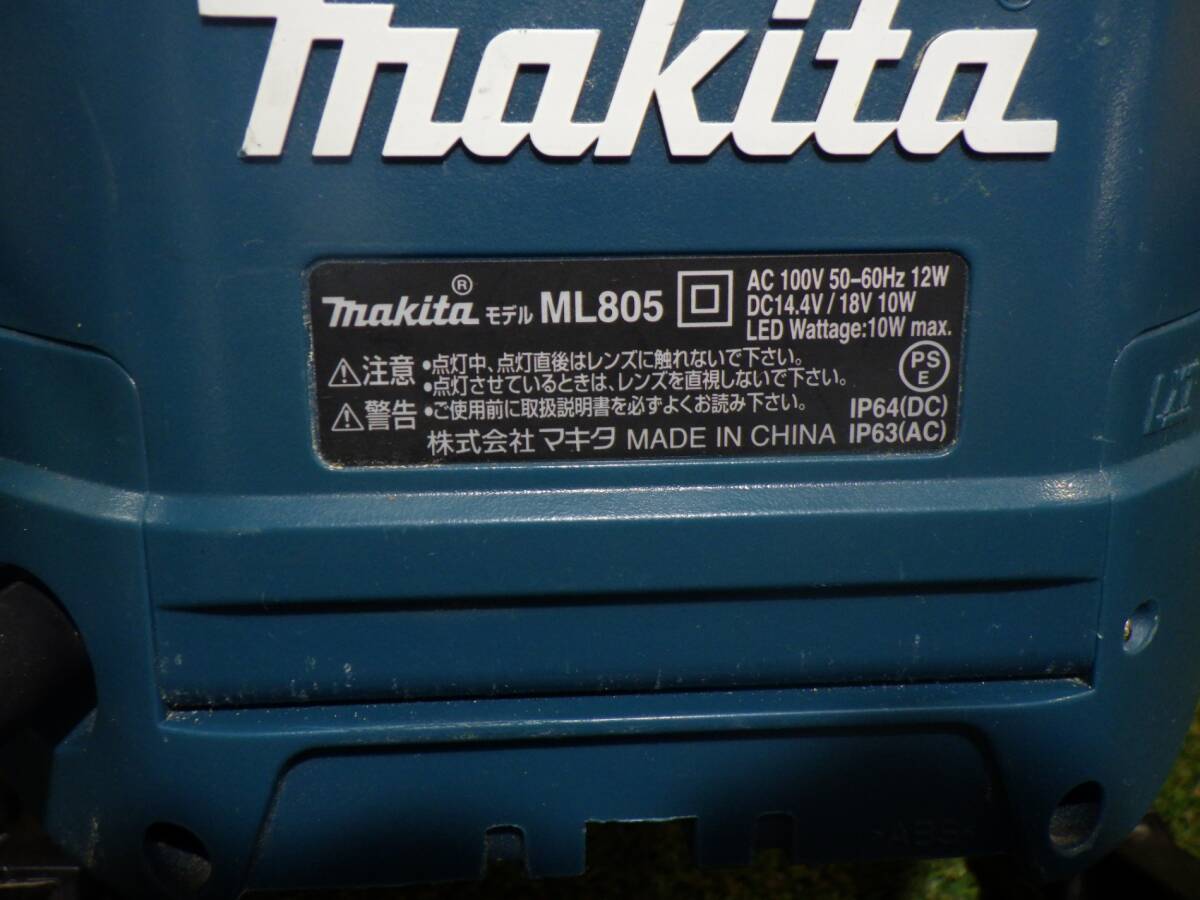 makita
makita® モデル ML805
AC 100V 50-60Hz 12W
DC14.4V / 18V 10W
LED Wattage:10W max.
⚠注意 •点灯中、点灯直後はレンズに触れないで下さい。
•点灯させているときは、レンズを直視しないで下さい。
⚠警告 •ご使用前に取扱説明書を必ずよくお読み下さい。
PS
E
IP64(DC)
株式会社 マキタ MADE IN CHINA IP63(AC)
>ABS<